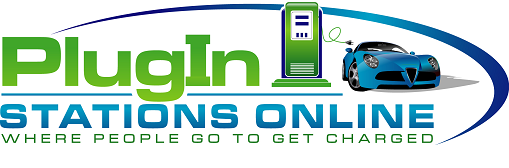 PlugIn
STATIONS ONLINE
WHERE PEOPLE GO TO GET CHARGED